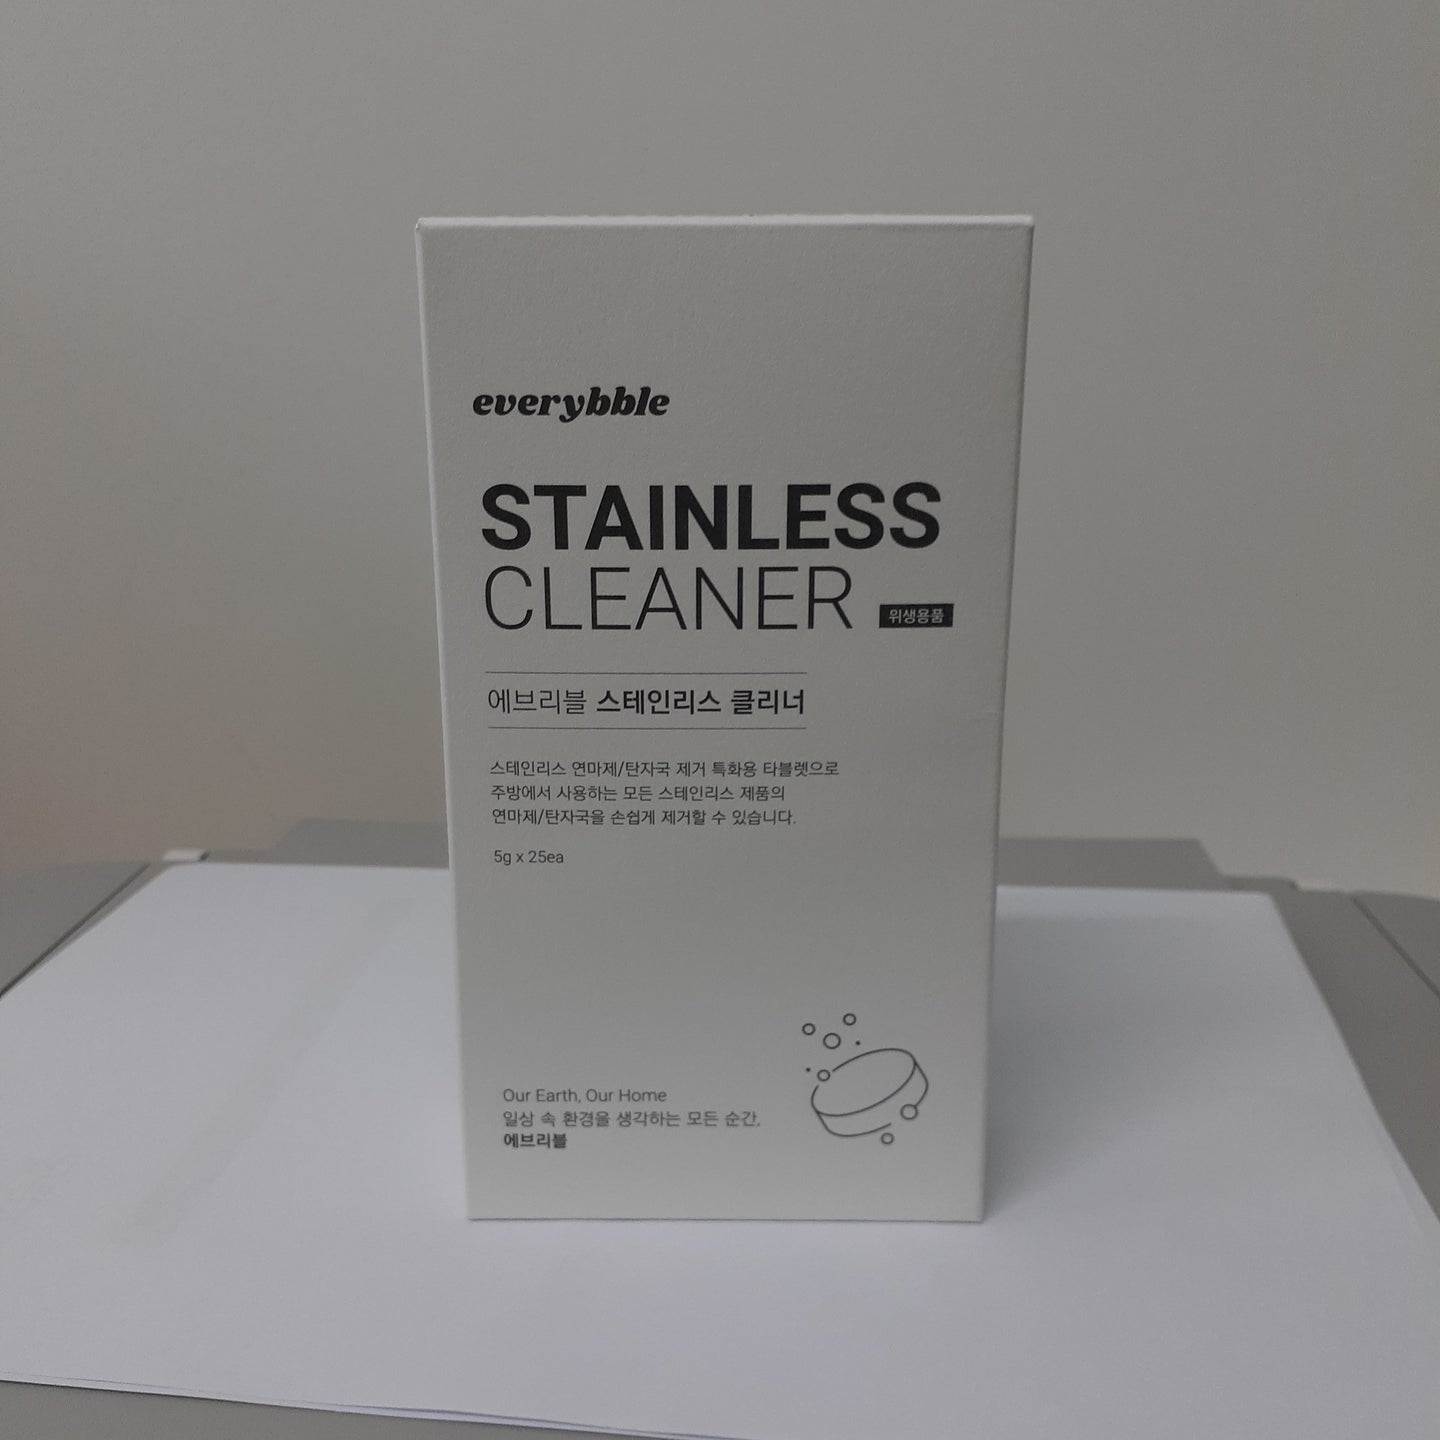 everybble
STAINLESS
CLEANER 위생용품
에브리블 스테인리스 클리너
스테인리스 연마제/탄자국 제거 특화용 타블렛으로
주방에서 사용하는 모든 스테인리스 제품의
연마제/탄자국을 손쉽게 제거할 수 있습니다.
5g x 25ea
Our Earth, Our Home
일상 속 환경을 생각하는 모든 순간,
에브리블